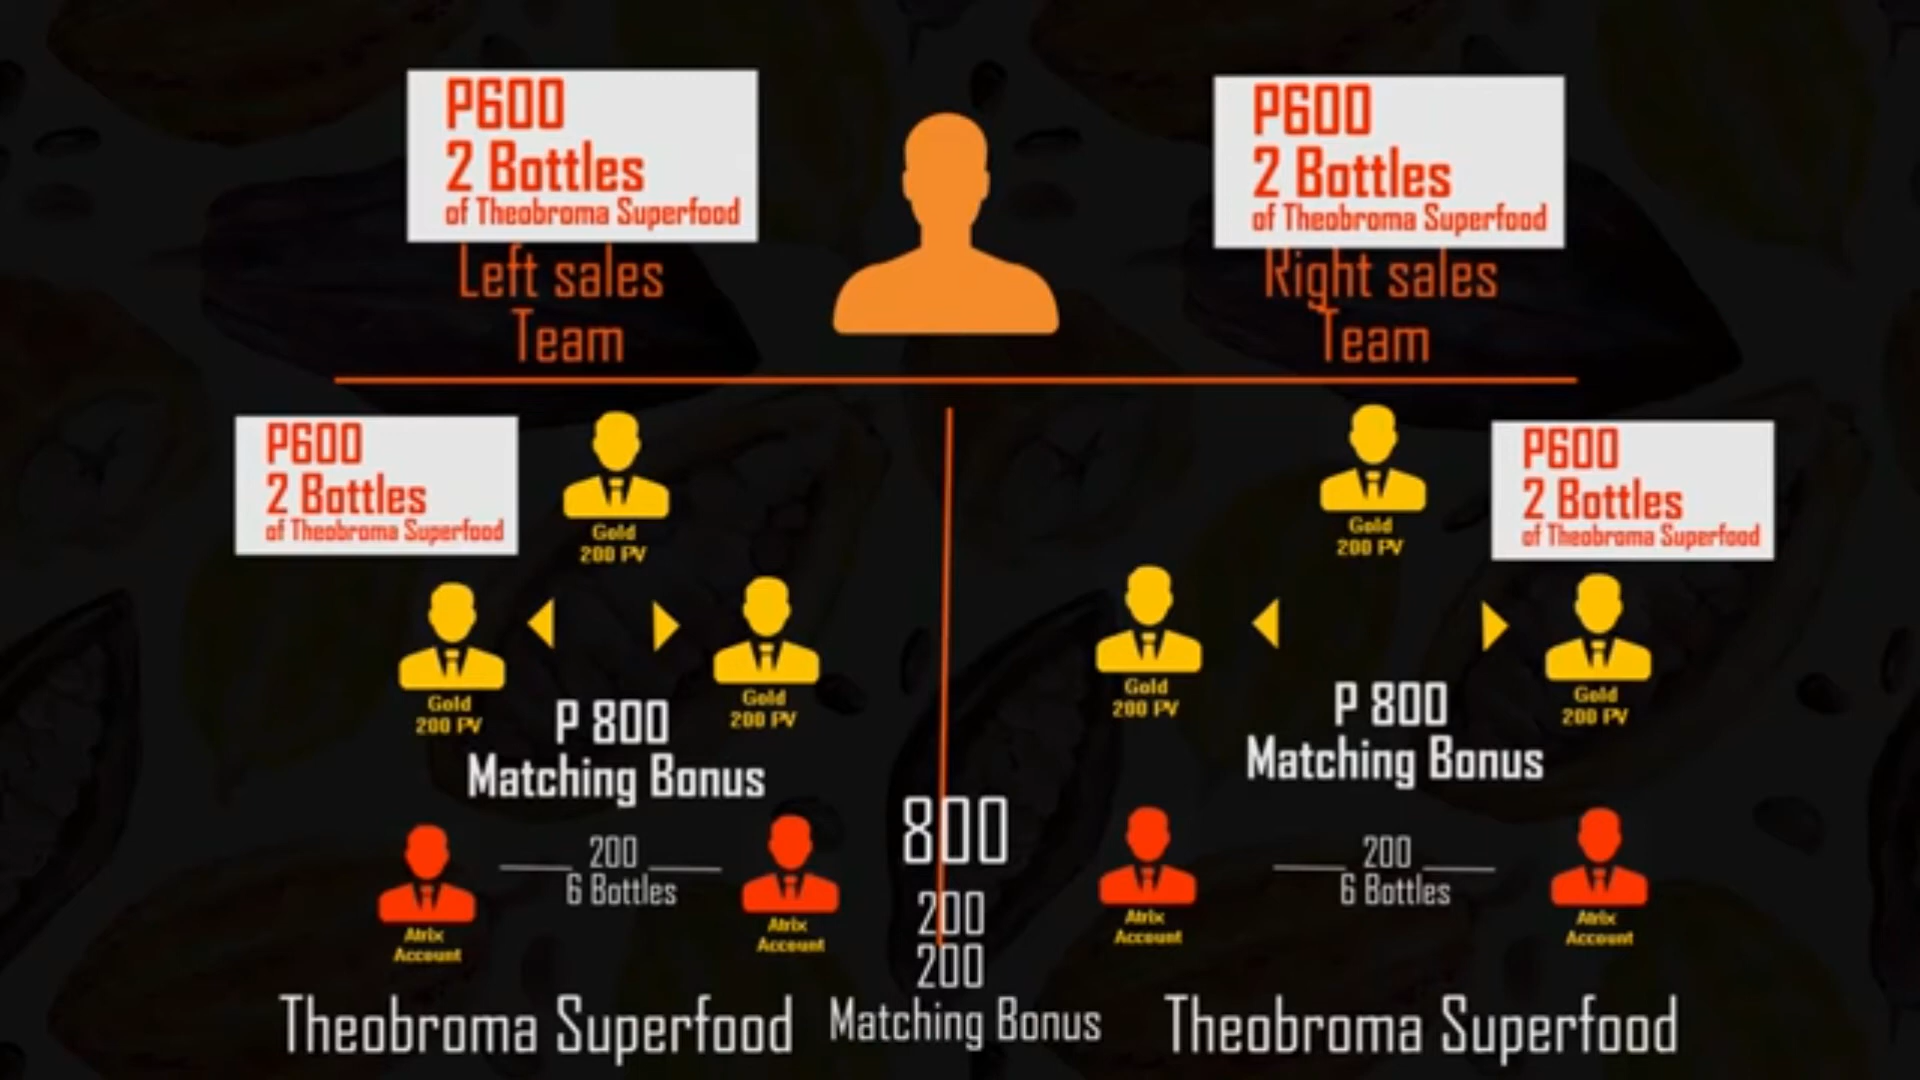 P600
2 Bottles
of Theobroma Superfood
Left sales
Team
P600
2 Bottles
of Theobroma Superfood
Right sales
Team
P600
2 Bottles
of Theobroma Superfood
Gold
200 PV
Gold
200 PV
Gold
200 PV
P 800
Matching Bonus
Gold
200 PV
P600
2 Bottles
of Theobroma Superfood
Gold
200 PV
Gold
200 PV
P 800
Matching Bonus
Atrix
Account
200
6 Bottles
Atrix
Account
800
200
200
Matching Bonus
Atrix
Account
200
6 Bottles
Atrix
Account
Theobroma Superfood
Theobroma Superfood